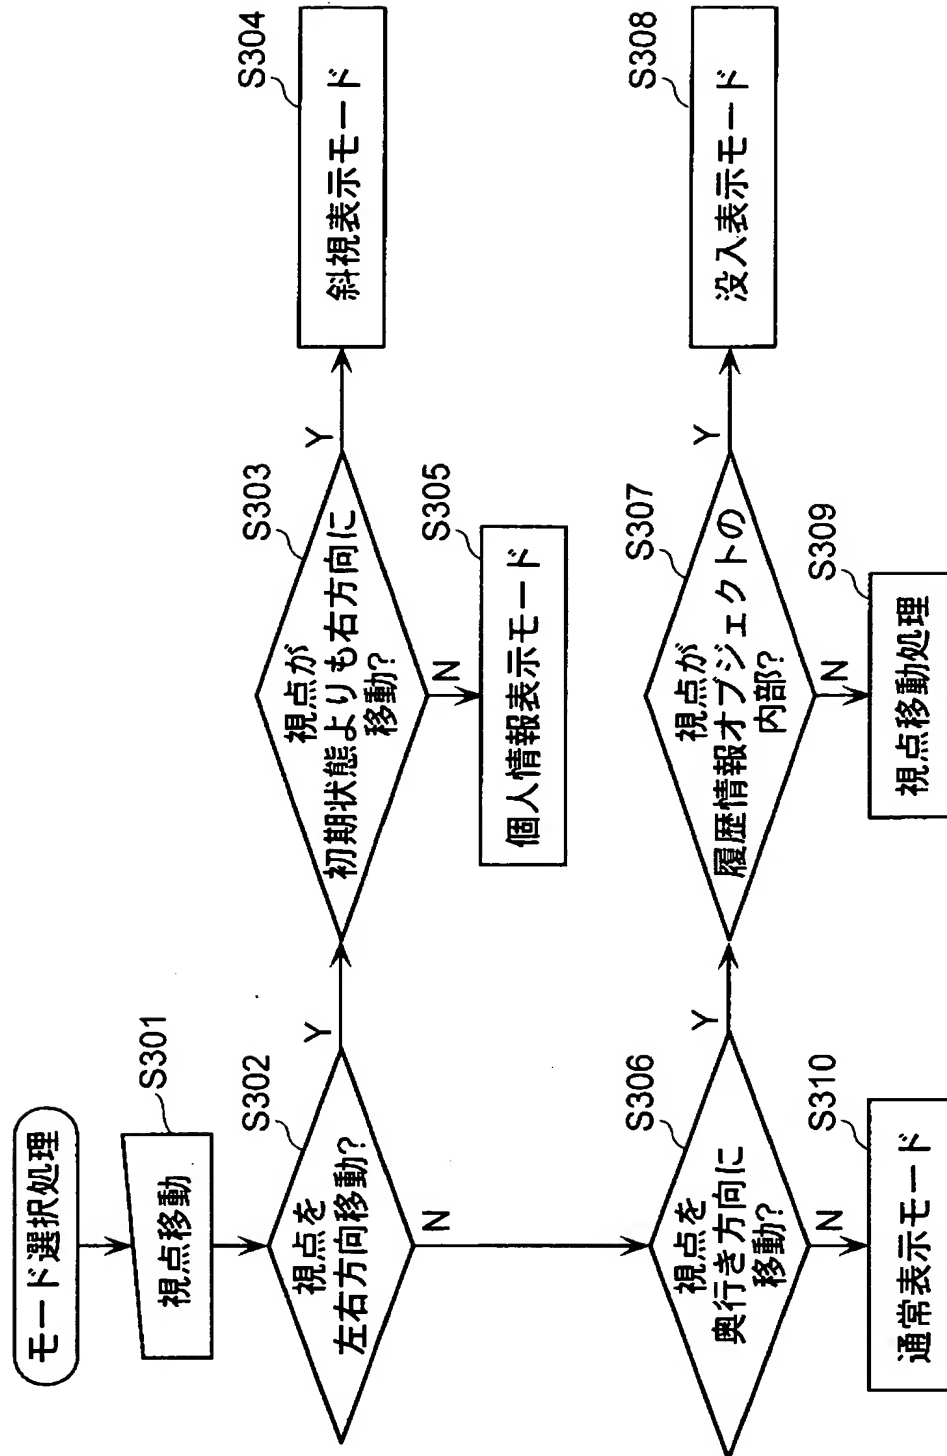 モード選択処理
S301
視点移動
S302
視点を
左右方向移動?
Y
N
S303
視点が
初期状態よりも右方向に
移動?
Y
N
S304
斜視表示モード
S305
個人情報表示モード
S306
視点を
奥行き方向に
移動?
Y
N
S307
視点が
履歴情報オブジェクトの
内部?
Y
N
S308
没入表示モード
S309
視点移動処理
S310
通常表示モード